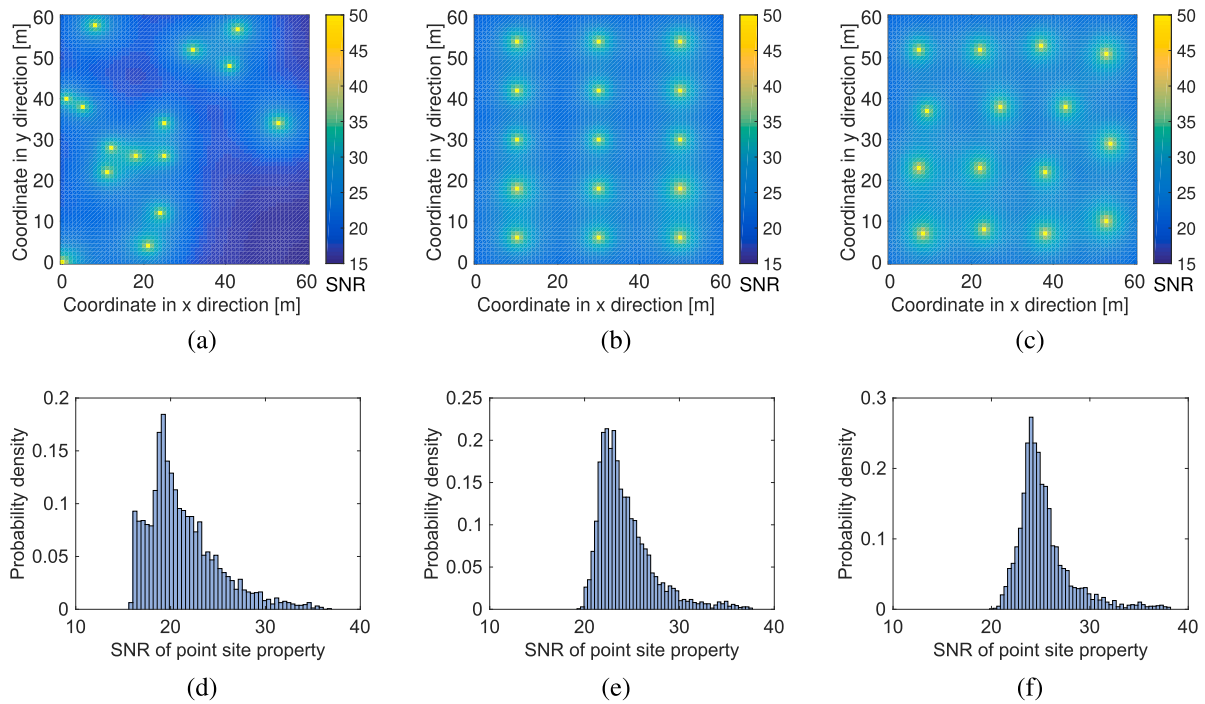 60
50
40
30
20
10
0
0 20 40 60
Coordinate in y direction [m]
Coordinate in x direction [m]
50
45
40
35
30
25
20
15
SNR
(a)
60
50
40
30
20
10
0
0 20 40 60
Coordinate in y direction [m]
Coordinate in x direction [m]
50
45
40
35
30
25
20
15
SNR
(b)
60
50
40
30
20
10
0
0 20 40 60
Coordinate in y direction [m]
Coordinate in x direction [m]
50
45
40
35
30
25
20
15
SNR
(c)
0.2
0.15
0.1
0.05
0
10 20 30 40
Probability density
SNR of point site property
(d)
0.25
0.2
0.15
0.1
0.05
0
10 20 30 40
Probability density
SNR of point site property
(e)
0.3
0.2
0.1
0
10 20 30 40
Probability density
SNR of point site property
(f)